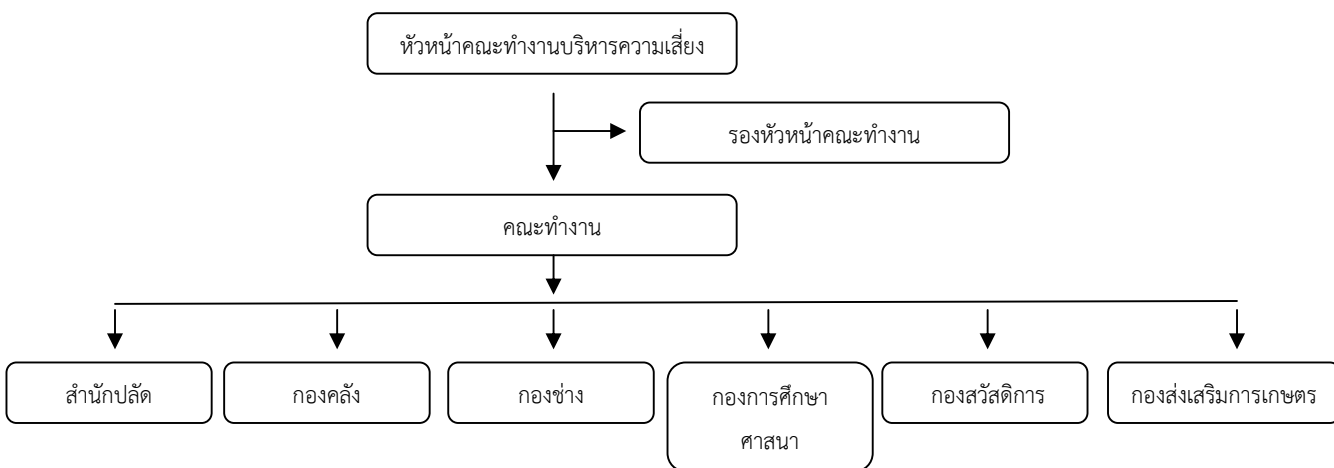 หัวหน้าคณะทำงานบริหารความเสี่ยง
รองหัวหน้าคณะทำงาน
คณะทำงาน
สำนักปลัด
กองคลัง
กองช่าง
กองการศึกษา
ศาสนา
กองสวัสดิการ
กองส่งเสริมการเกษตร